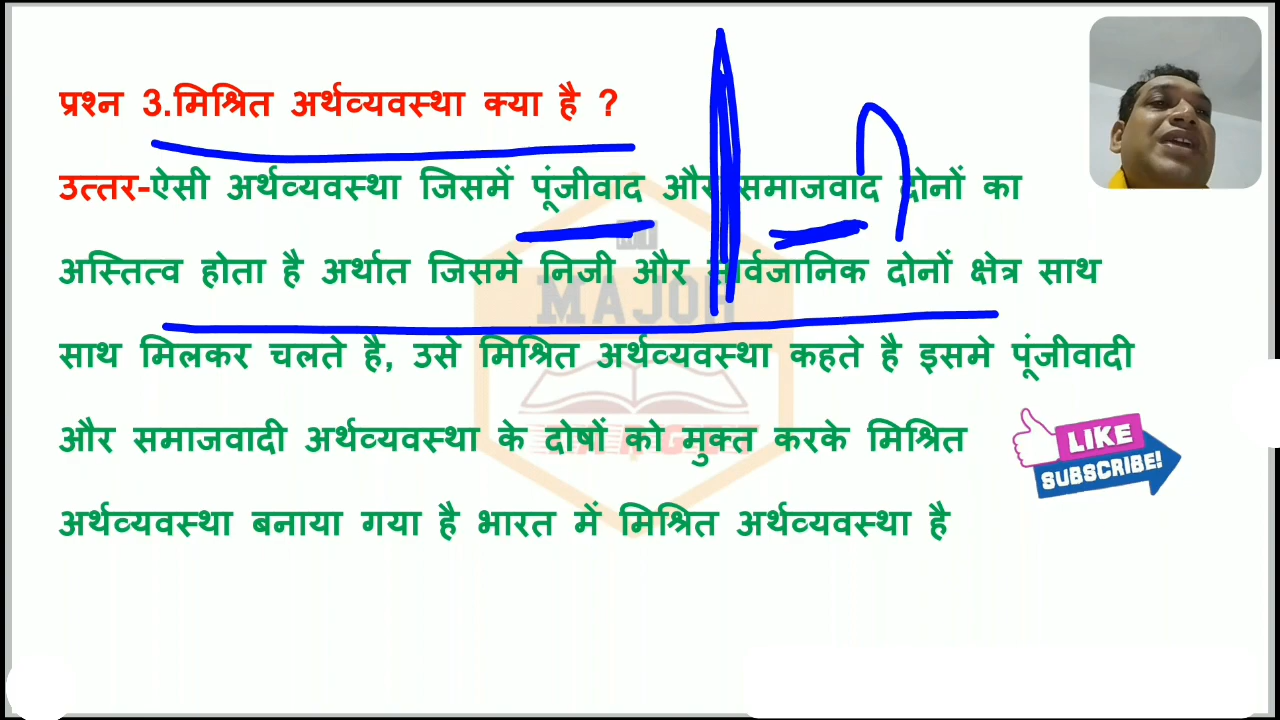 प्रश्न 3.मिश्रित अर्थव्यवस्था क्या है ?
उत्तर-ऐसी अर्थव्यवस्था जिसमें पूंजीवाद और समाजवाद दोनों का
अस्तित्व होता है अर्थात जिसमे निजी और सार्वजानिक दोनों क्षेत्र साथ
साथ मिलकर चलते है, उसे मिश्रित अर्थव्यवस्था कहते है इसमे पूंजीवादी
और समाजवादी अर्थव्यवस्था के दोषों को मुक्त करके मिश्रित
अर्थव्यवस्था बनाया गया है भारत में मिश्रित अर्थव्यवस्था है
MAJOR
LIKE
SUBSCRIBE!